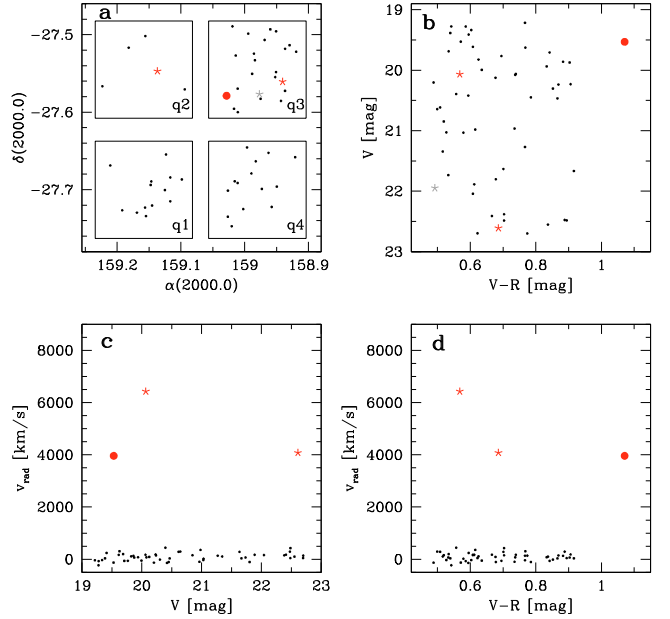 a
−27.5
−27.6
−27.7
δ(2000.0)
q2
q3
q1
q4
159.2
159.1
159
158.9
α(2000.0)
b
19
20
21
22
23
V [mag]
0.6
0.8
1
V−R [mag]
c
8000
6000
4000
2000
0
v_rad [km/s]
19
20
21
22
23
V [mag]
d
8000
6000
4000
2000
0
v_rad [km/s]
0.6
0.8
1
V−R [mag]